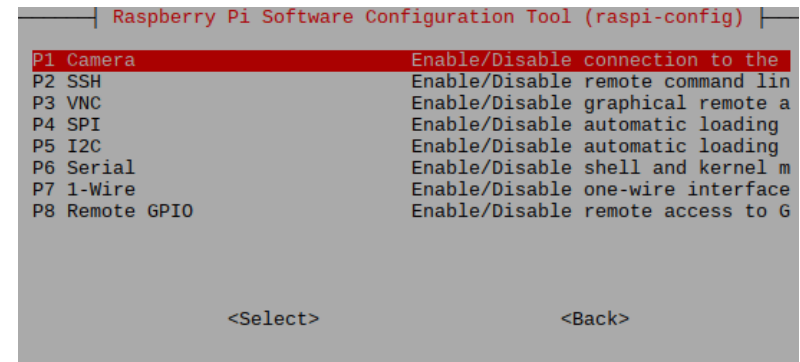 Raspberry Pi Software Configuration Tool (raspi-config)
P1 Camera Enable/Disable connection to the
P2 SSH Enable/Disable remote command lin
P3 VNC Enable/Disable graphical remote a
P4 SPI Enable/Disable automatic loading
P5 I2C Enable/Disable automatic loading
P6 Serial Enable/Disable shell and kernel m
P7 1-Wire Enable/Disable one-wire interface
P8 Remote GPIO Enable/Disable remote access to G
<Select> <Back>